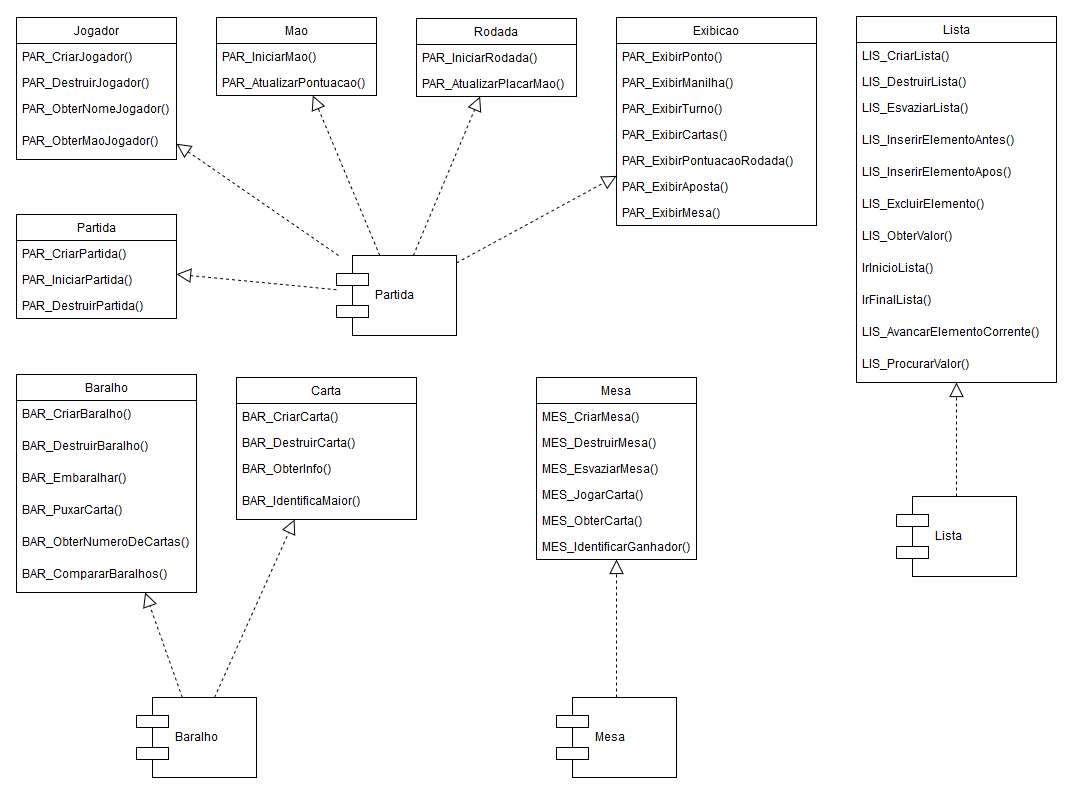 Jogador
PAR_CriarJogador()
PAR_DestruirJogador()
PAR_ObterNomeJogador()
PAR_ObterMaoJogador()
Mao
PAR_IniciarMao()
PAR_AtualizarPontuacao()
Rodada
PAR_IniciarRodada()
PAR_AtualizarPlacarMao()
Exibicao
PAR_ExibirPonto()
PAR_ExibirManilha()
PAR_ExibirTurno()
PAR_ExibirCartas()
PAR_ExibirPontuacaoRodada()
PAR_ExibirAposta()
PAR_ExibirMesa()
Lista
LIS_CriarLista()
LIS_DestruirLista()
LIS_EsvaziarLista()
LIS_InserirElementoAntes()
LIS_InserirElementoApos()
LIS_ExcluirElemento()
LIS_ObterValor()
IrInicioLista()
IrFinalLista()
LIS_AvancarElementoCorrente()
LIS_ProcurarValor()
Partida
PAR_CriarPartida()
PAR_IniciarPartida()
PAR_DestruirPartida()
Partida
Baralho
BAR_CriarBaralho()
BAR_DestruirBaralho()
BAR_Embaralhar()
BAR_PuxarCarta()
BAR_ObterNumeroDeCartas()
BAR_CompararBaralhos()
Carta
BAR_CriarCarta()
BAR_DestruirCarta()
BAR_ObterInfo()
BAR_IdentificaMaior()
Mesa
MES_CriarMesa()
MES_DestruirMesa()
MES_EsvaziarMesa()
MES_JogarCarta()
MES_ObterCarta()
MES_IdentificarGanhador()
Lista
Baralho
Mesa